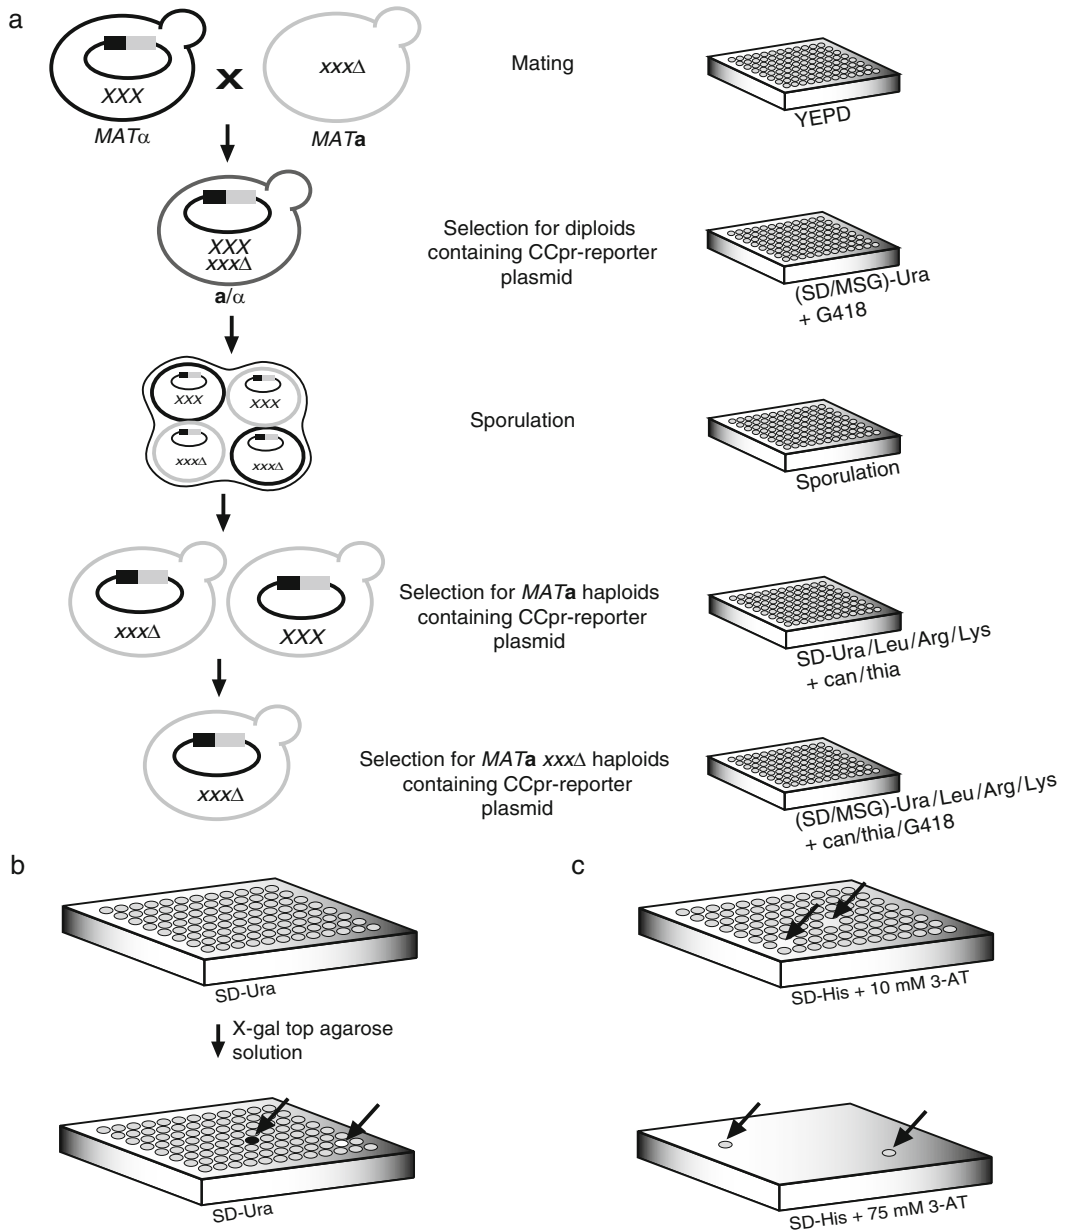 a
XXX
MATα
X
xxxΔ
MATa
Mating
YEPD
XXX
xxxΔ
a/α
Selection for diploids
containing CCpr-reporter
plasmid
(SD/MSG)-Ura
+ G418
XXX
XXX
xxxΔ
xxxΔ
Sporulation
Sporulation
xxxΔ
XXX
Selection for MATa haploids
containing CCpr-reporter
plasmid
SD-Ura/Leu/Arg/Lys
+ can/thia
xxxΔ
Selection for MATa xxxΔ haploids
containing CCpr-reporter
plasmid
(SD/MSG)-Ura/Leu/Arg/Lys
+ can/thia/G418
b
SD-Ura
X-gal top agarose
solution
SD-Ura
c
SD-His + 10 mM 3-AT
SD-His + 75 mM 3-AT